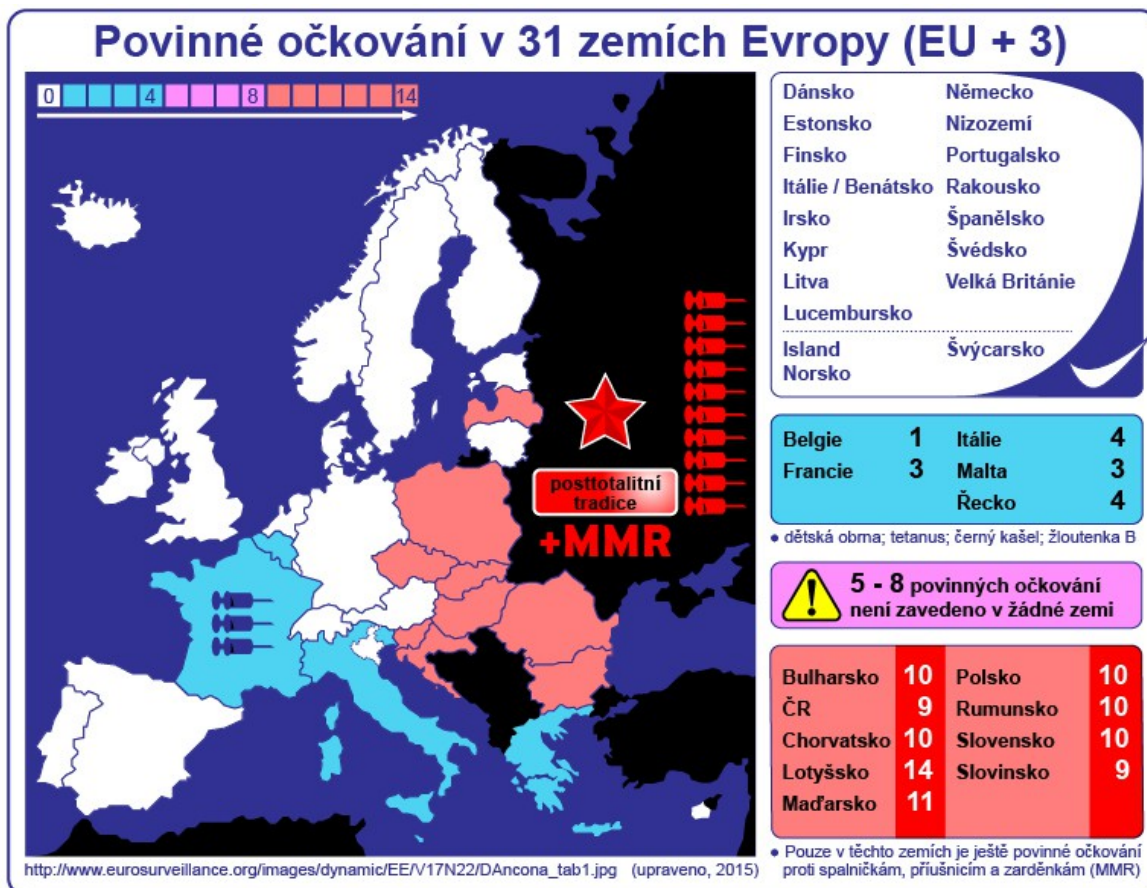 Povinné očkování v 31 zemích Evropy (EU + 3)
0 4 8 14
posttotalitní
tradice
+MMR
http://www.eurosurveillance.org/images/dynamic/EE/V17N22/DAncona_tab1.jpg (upraveno, 2015)
Dánsko Německo
Estonsko Nizozemí
Finsko Portugalsko
Itálie / Benátsko Rakousko
Irsko Španělsko
Kypr Švédsko
Litva Velká Británie
Lucembursko
Island Švýcarsko
Norsko
Belgie 1 Itálie 4
Francie 3 Malta 3
Řecko 4
• dětská obrna; tetanus; černý kašel; žloutenka B
5 - 8 povinných očkování
není zavedeno v žádné zemi
Bulharsko 10 Polsko 10
ČR 9 Rumunsko 10
Chorvatsko 10 Slovensko 10
Lotyšsko 14 Slovinsko 9
Maďarsko 11
• Pouze v těchto zemích je ještě povinné očkování
proti spalničkám, příušnicím a zarděnkám (MMR)